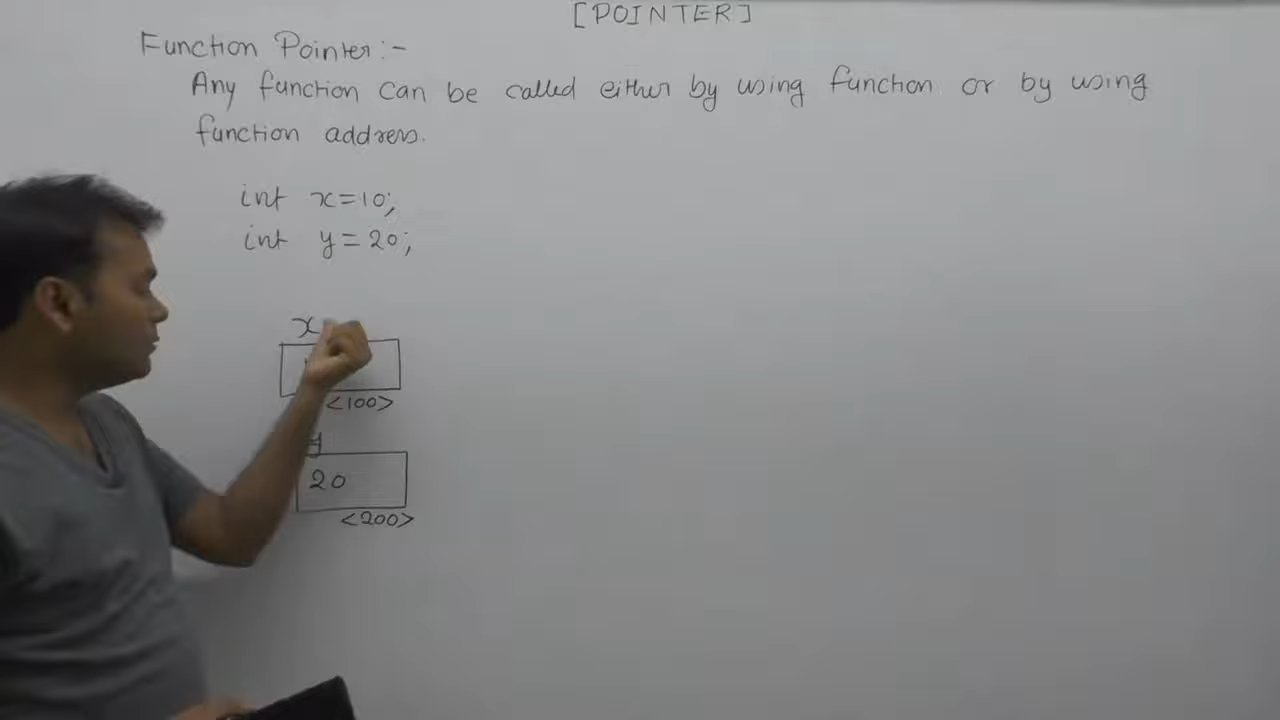 [POINTER]
Function Pointer:-
Any function can be called either by using function or by using
function address.
int x=10;
int y=20;
x
<100>
y
20
<200>